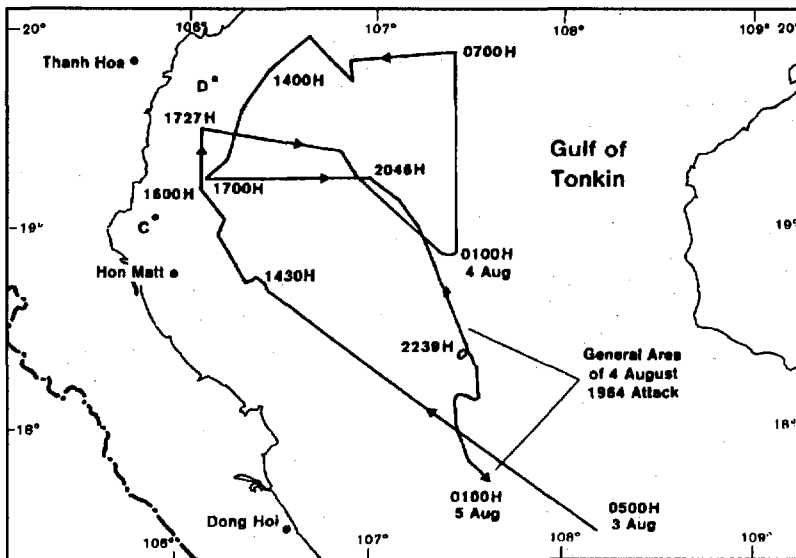 106°
107°
108°
109°
20°
20°
Thanh Hoa
0700H
D
1400H
1727H
Gulf of
Tonkin
2046H
1600H
1700H
19°
19°
C
0100H
4 Aug
Hon Matt
1430H
2239H
General Area
of 4 August
1964 Attack
18°
18°
0100H
5 Aug
0500H
3 Aug
Dong Hoi
106°
107°
108°
109°